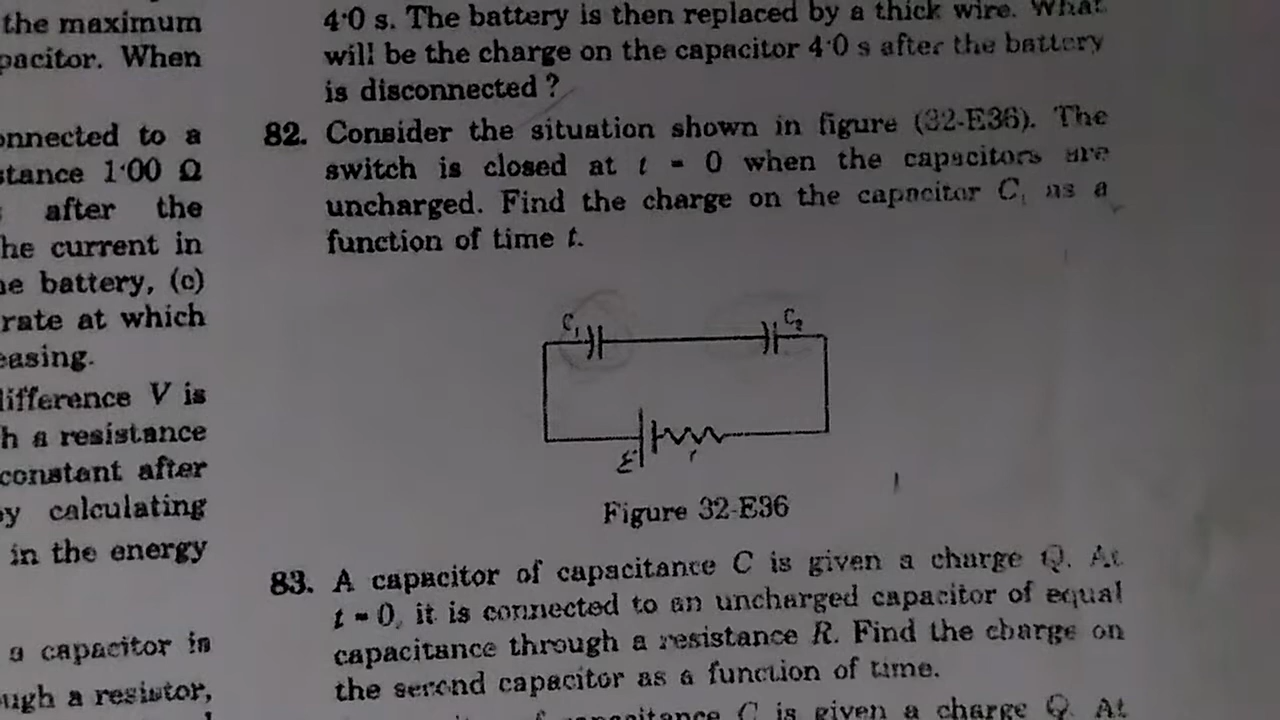 the maximum
pacitor. When
onnected to a
stance 1·00 Ω
after the
he current in
e battery, (c)
rate at which
easing.
difference V is
h a resistance
constant after
y calculating
in the energy
a capacitor in
ugh a resistor,
4·0 s. The battery is then replaced by a thick wire. What
will be the charge on the capacitor 4·0 s after the battery
is disconnected ?
82. Consider the situation shown in figure (32-E36). The
switch is closed at t = 0 when the capacitors are
uncharged. Find the charge on the capacitor C₁ as a
function of time t.
C₁ C₂
ε r
Figure 32-E36
83. A capacitor of capacitance C is given a charge Q. At
t = 0, it is connected to an uncharged capacitor of equal
capacitance through a resistance R. Find the charge on
the second capacitor as a function of time.
C is given a charge Q. At